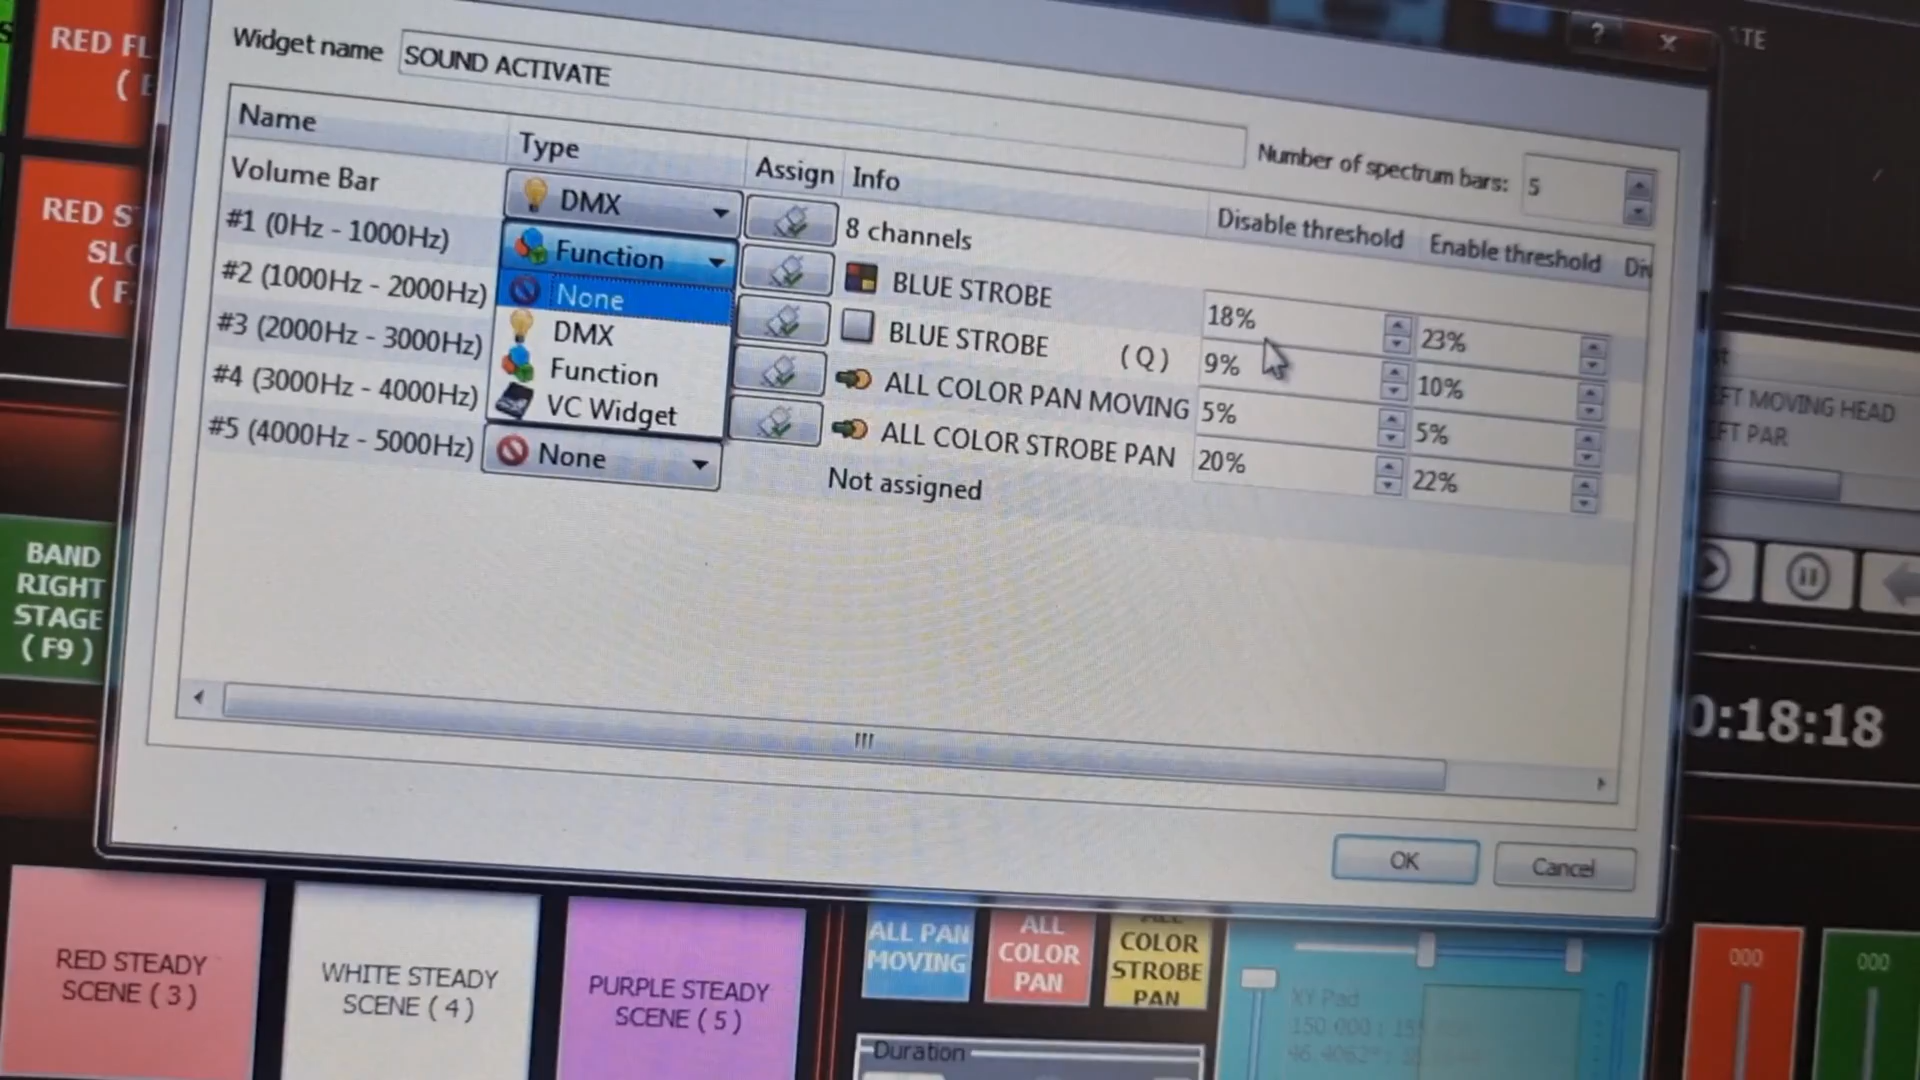 RED FL
Widget name SOUND ACTIVATE
? x
TE
Number of spectrum bars: 5
Name Type Assign Info Disable threshold Enable threshold Div
Volume Bar DMX 8 channels
#1 (0Hz - 1000Hz) Function BLUE STROBE 18% 23%
#2 (1000Hz - 2000Hz) BLUE STROBE (Q) 9% 10%
#3 (2000Hz - 3000Hz) ALL COLOR PAN MOVING 5% 5%
#4 (3000Hz - 4000Hz) ALL COLOR STROBE PAN 20% 22%
#5 (4000Hz - 5000Hz) None Not assigned
None
DMX
Function
VC Widget
RED S
SLO
( F
FT MOVING HEAD
FT PAR
BAND
RIGHT
STAGE
( F9 )
0:18:18
OK Cancel
RED STEADY
SCENE ( 3 )
WHITE STEADY
SCENE ( 4 )
PURPLE STEADY
SCENE ( 5 )
ALL PAN
MOVING
ALL
COLOR
PAN
ALL
COLOR
STROBE
PAN
Duration
XY Pad
000
000